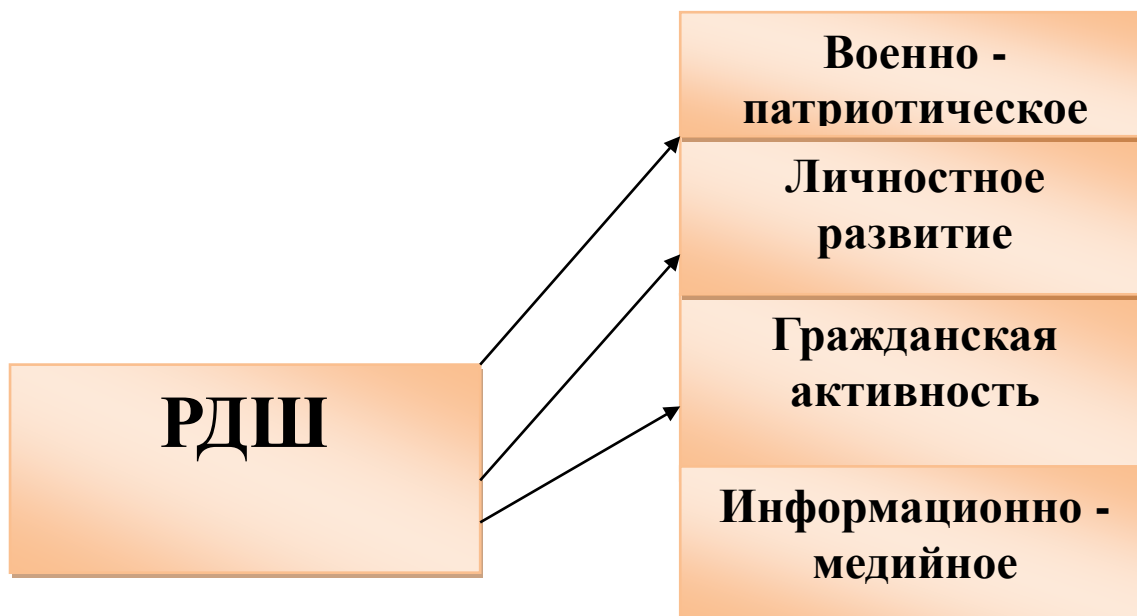 Военно -
патриотическое
Личностное
развитие
Гражданская
активность
РДШ
Информационно -
медийное